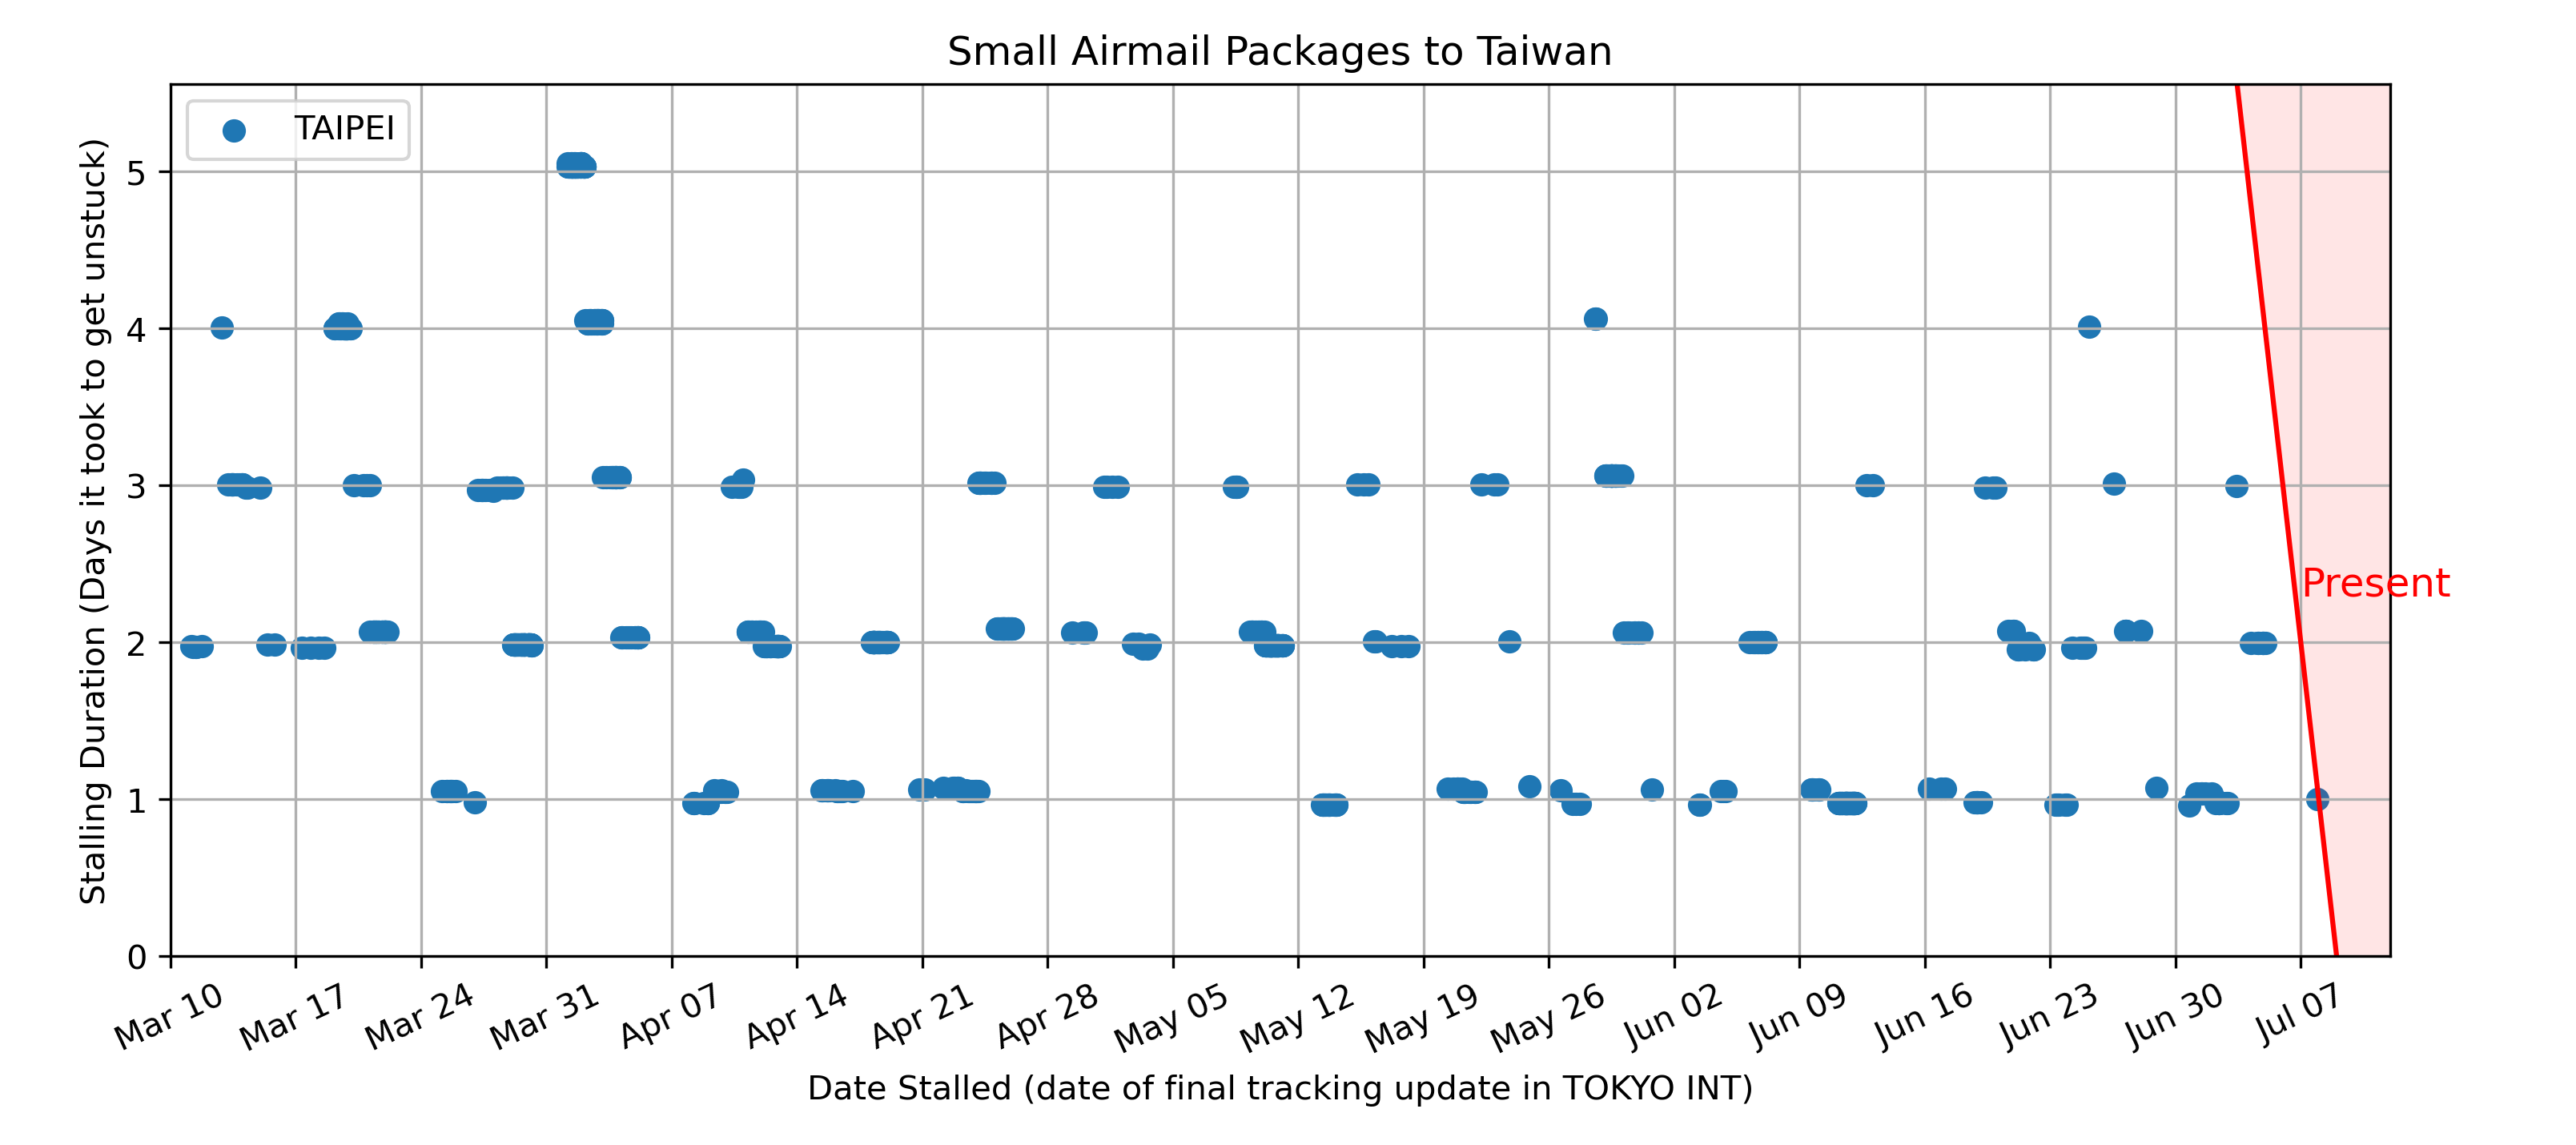 Small Airmail Packages to Taiwan
TAIPEI
Stalling Duration (Days it took to get unstuck)
5
4
3
2
1
0
Present
Mar 10
Mar 17
Mar 24
Mar 31
Apr 07
Apr 14
Apr 21
Apr 28
May 05
May 12
May 19
May 26
Jun 02
Jun 09
Jun 16
Jun 23
Jun 30
Jul 07
Date Stalled (date of final tracking update in TOKYO INT)